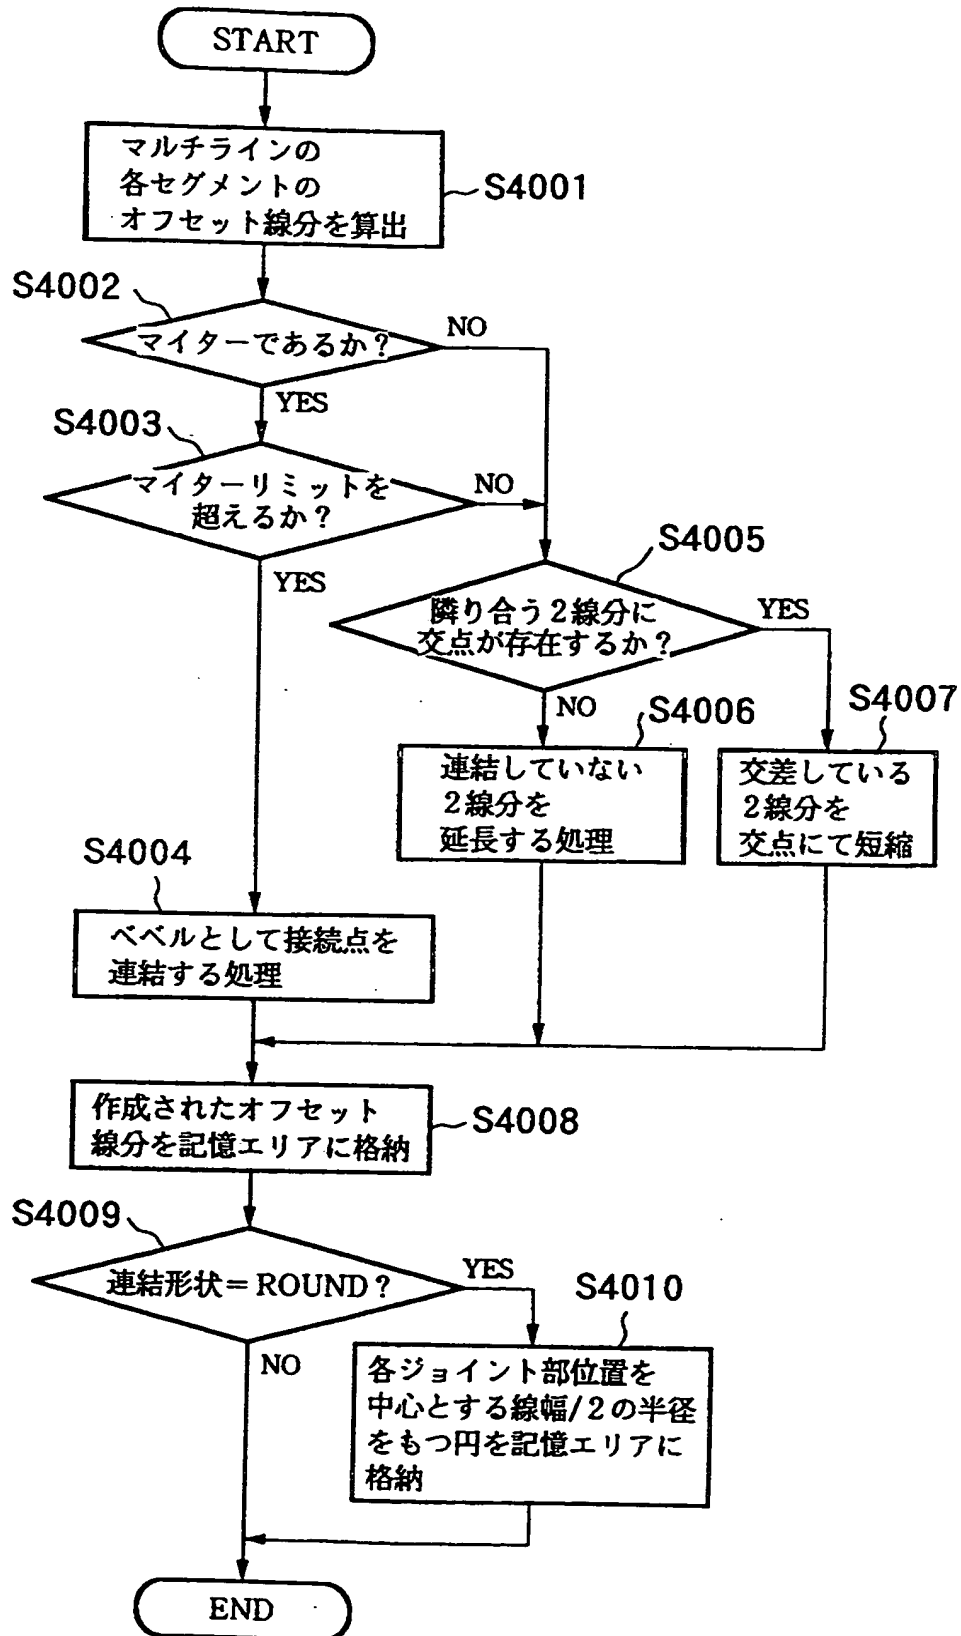 START
マルチラインの
各セグメントの
オフセット線分を算出
S4001
S4002
マイターであるか?
NO
YES
S4003
マイターリミットを
超えるか?
NO
YES
S4005
隣り合う2線分に
交点が存在するか?
YES
NO
S4006
連結していない
2線分を
延長する処理
S4007
交差している
2線分を
交点にて短縮
S4004
ベベルとして接続点を
連結する処理
作成されたオフセット
線分を記憶エリアに格納
S4008
S4009
連結形状=ROUND?
YES
NO
S4010
各ジョイント部位置を
中心とする線幅/2の半径
をもつ円を記憶エリアに
格納
END